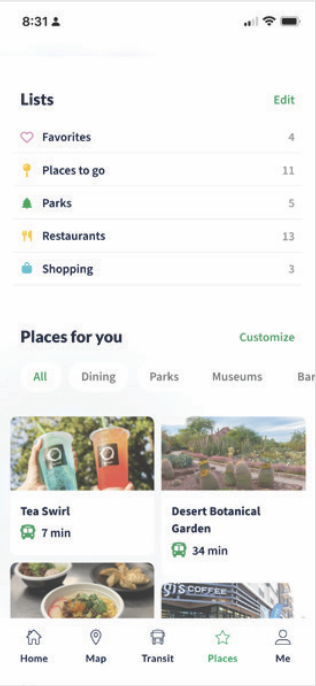 8:31
Lists
Edit
Favorites
4
Places to go
11
Parks
5
Restaurants
13
Shopping
3
Places for you
Customize
All
Dining
Parks
Museums
Bar
Tea Swirl
7 min
Desert Botanical
Garden
34 min
COFFEE
Home
Map
Transit
Places
Me